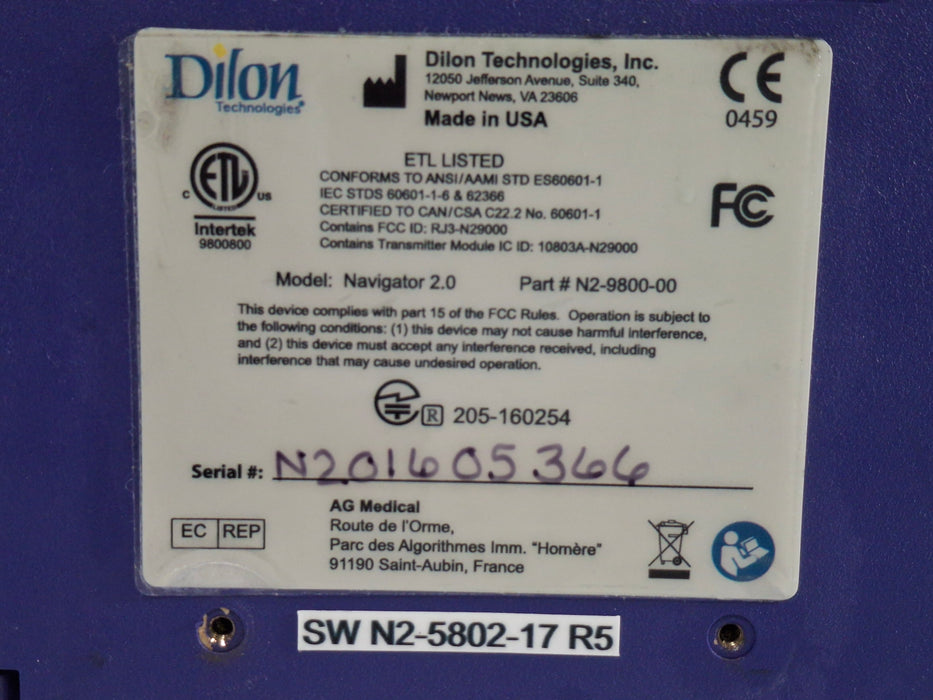 Dilon
Technologies®
Dilon Technologies, Inc.
12050 Jefferson Avenue, Suite 340,
Newport News, VA 23606
Made in USA
CE
0459
ETL
C US
Intertek
9800800
ETL LISTED
CONFORMS TO ANSI/AAMI STD ES60601-1
IEC STDS 60601-1-6 & 62366
CERTIFIED TO CAN/CSA C22.2 No. 60601-1
Contains FCC ID: RJ3-N29000
Contains Transmitter Module IC ID: 10803A-N29000
FC
Model: Navigator 2.0 Part # N2-9800-00
This device complies with part 15 of the FCC Rules. Operation is subject to
the following conditions: (1) this device may not cause harmful interference,
and (2) this device must accept any interference received, including
interference that may cause undesired operation.
R 205-160254
Serial #: N201605366
EC REP
AG Medical
Route de l'Orme,
Parc des Algorithmes Imm. "Homère"
91190 Saint-Aubin, France
SW N2-5802-17 R5